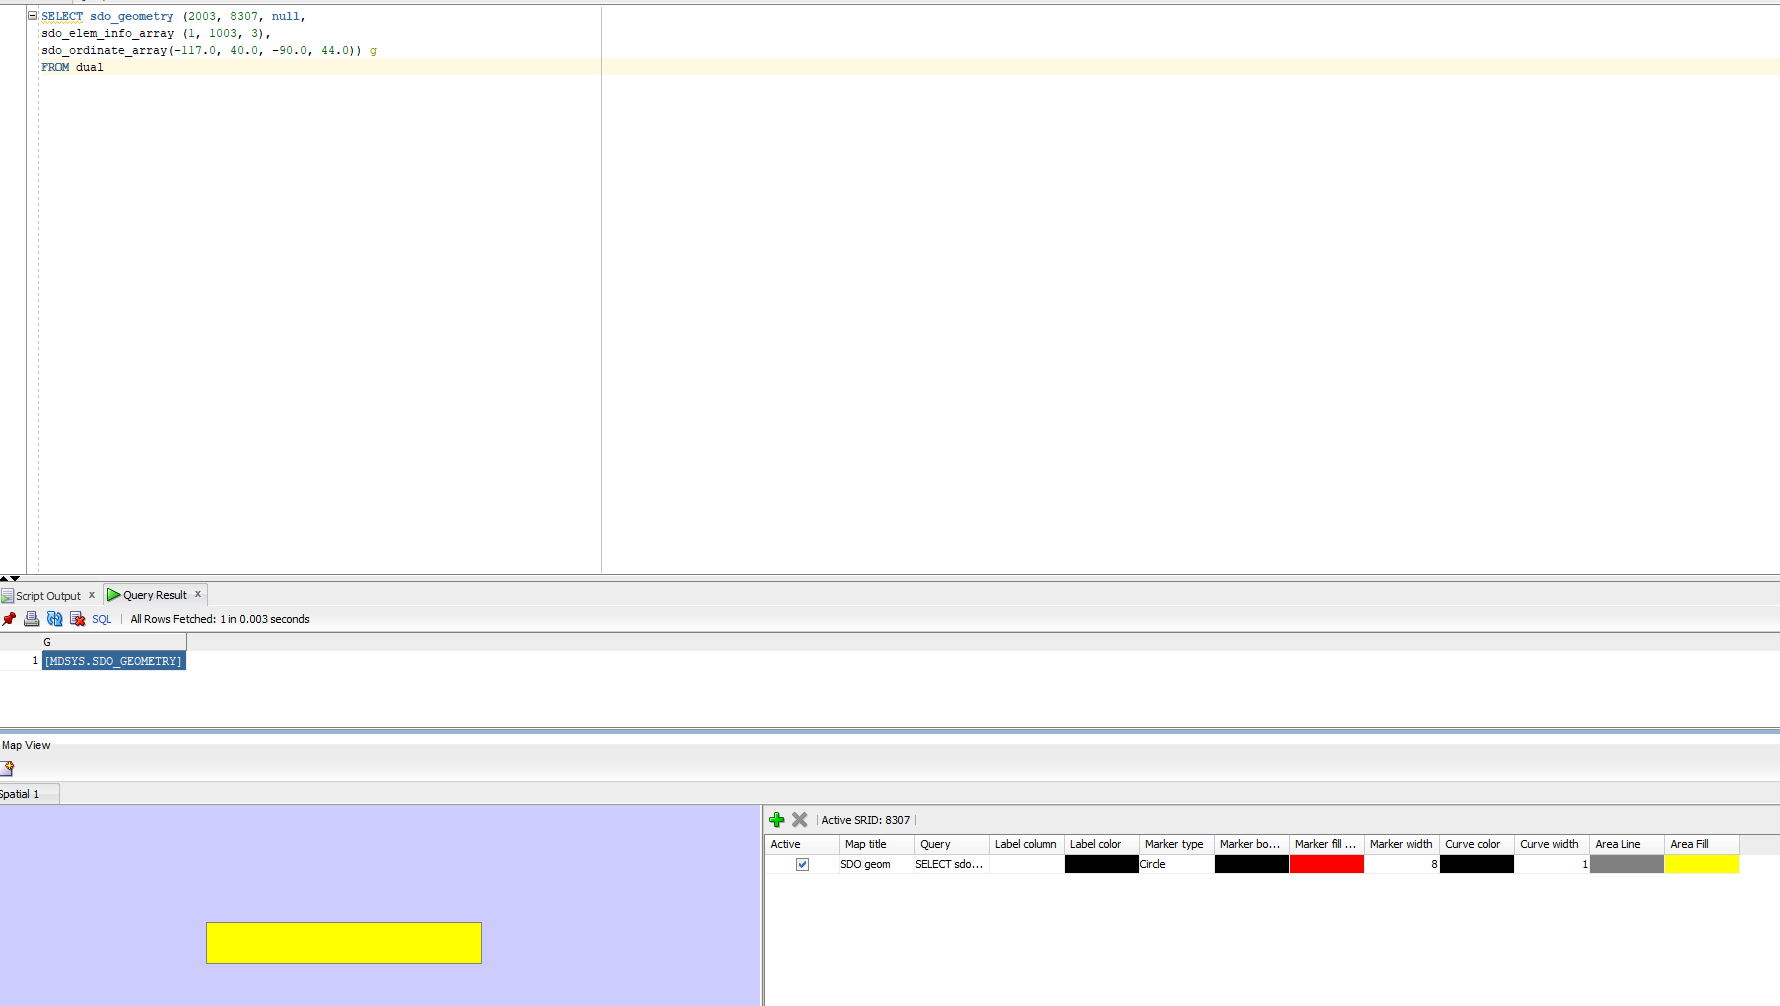 SELECT sdo_geometry (2003, 8307, null,
sdo_elem_info_array (1, 1003, 3),
sdo_ordinate_array(-117.0, 40.0, -90.0, 44.0)) g
FROM dual
Script Output x Query Result x
SQL | All Rows Fetched: 1 in 0.003 seconds
G
1 [MDSYS.SDO_GEOMETRY]
Map View
Spatial 1
Active SRID: 8307
Active Map title Query Label column Label color Marker type Marker bo... Marker fill ... Marker width Curve color Curve width Area Line Area Fill
SDO geom SELECT sdo... Circle 8 1